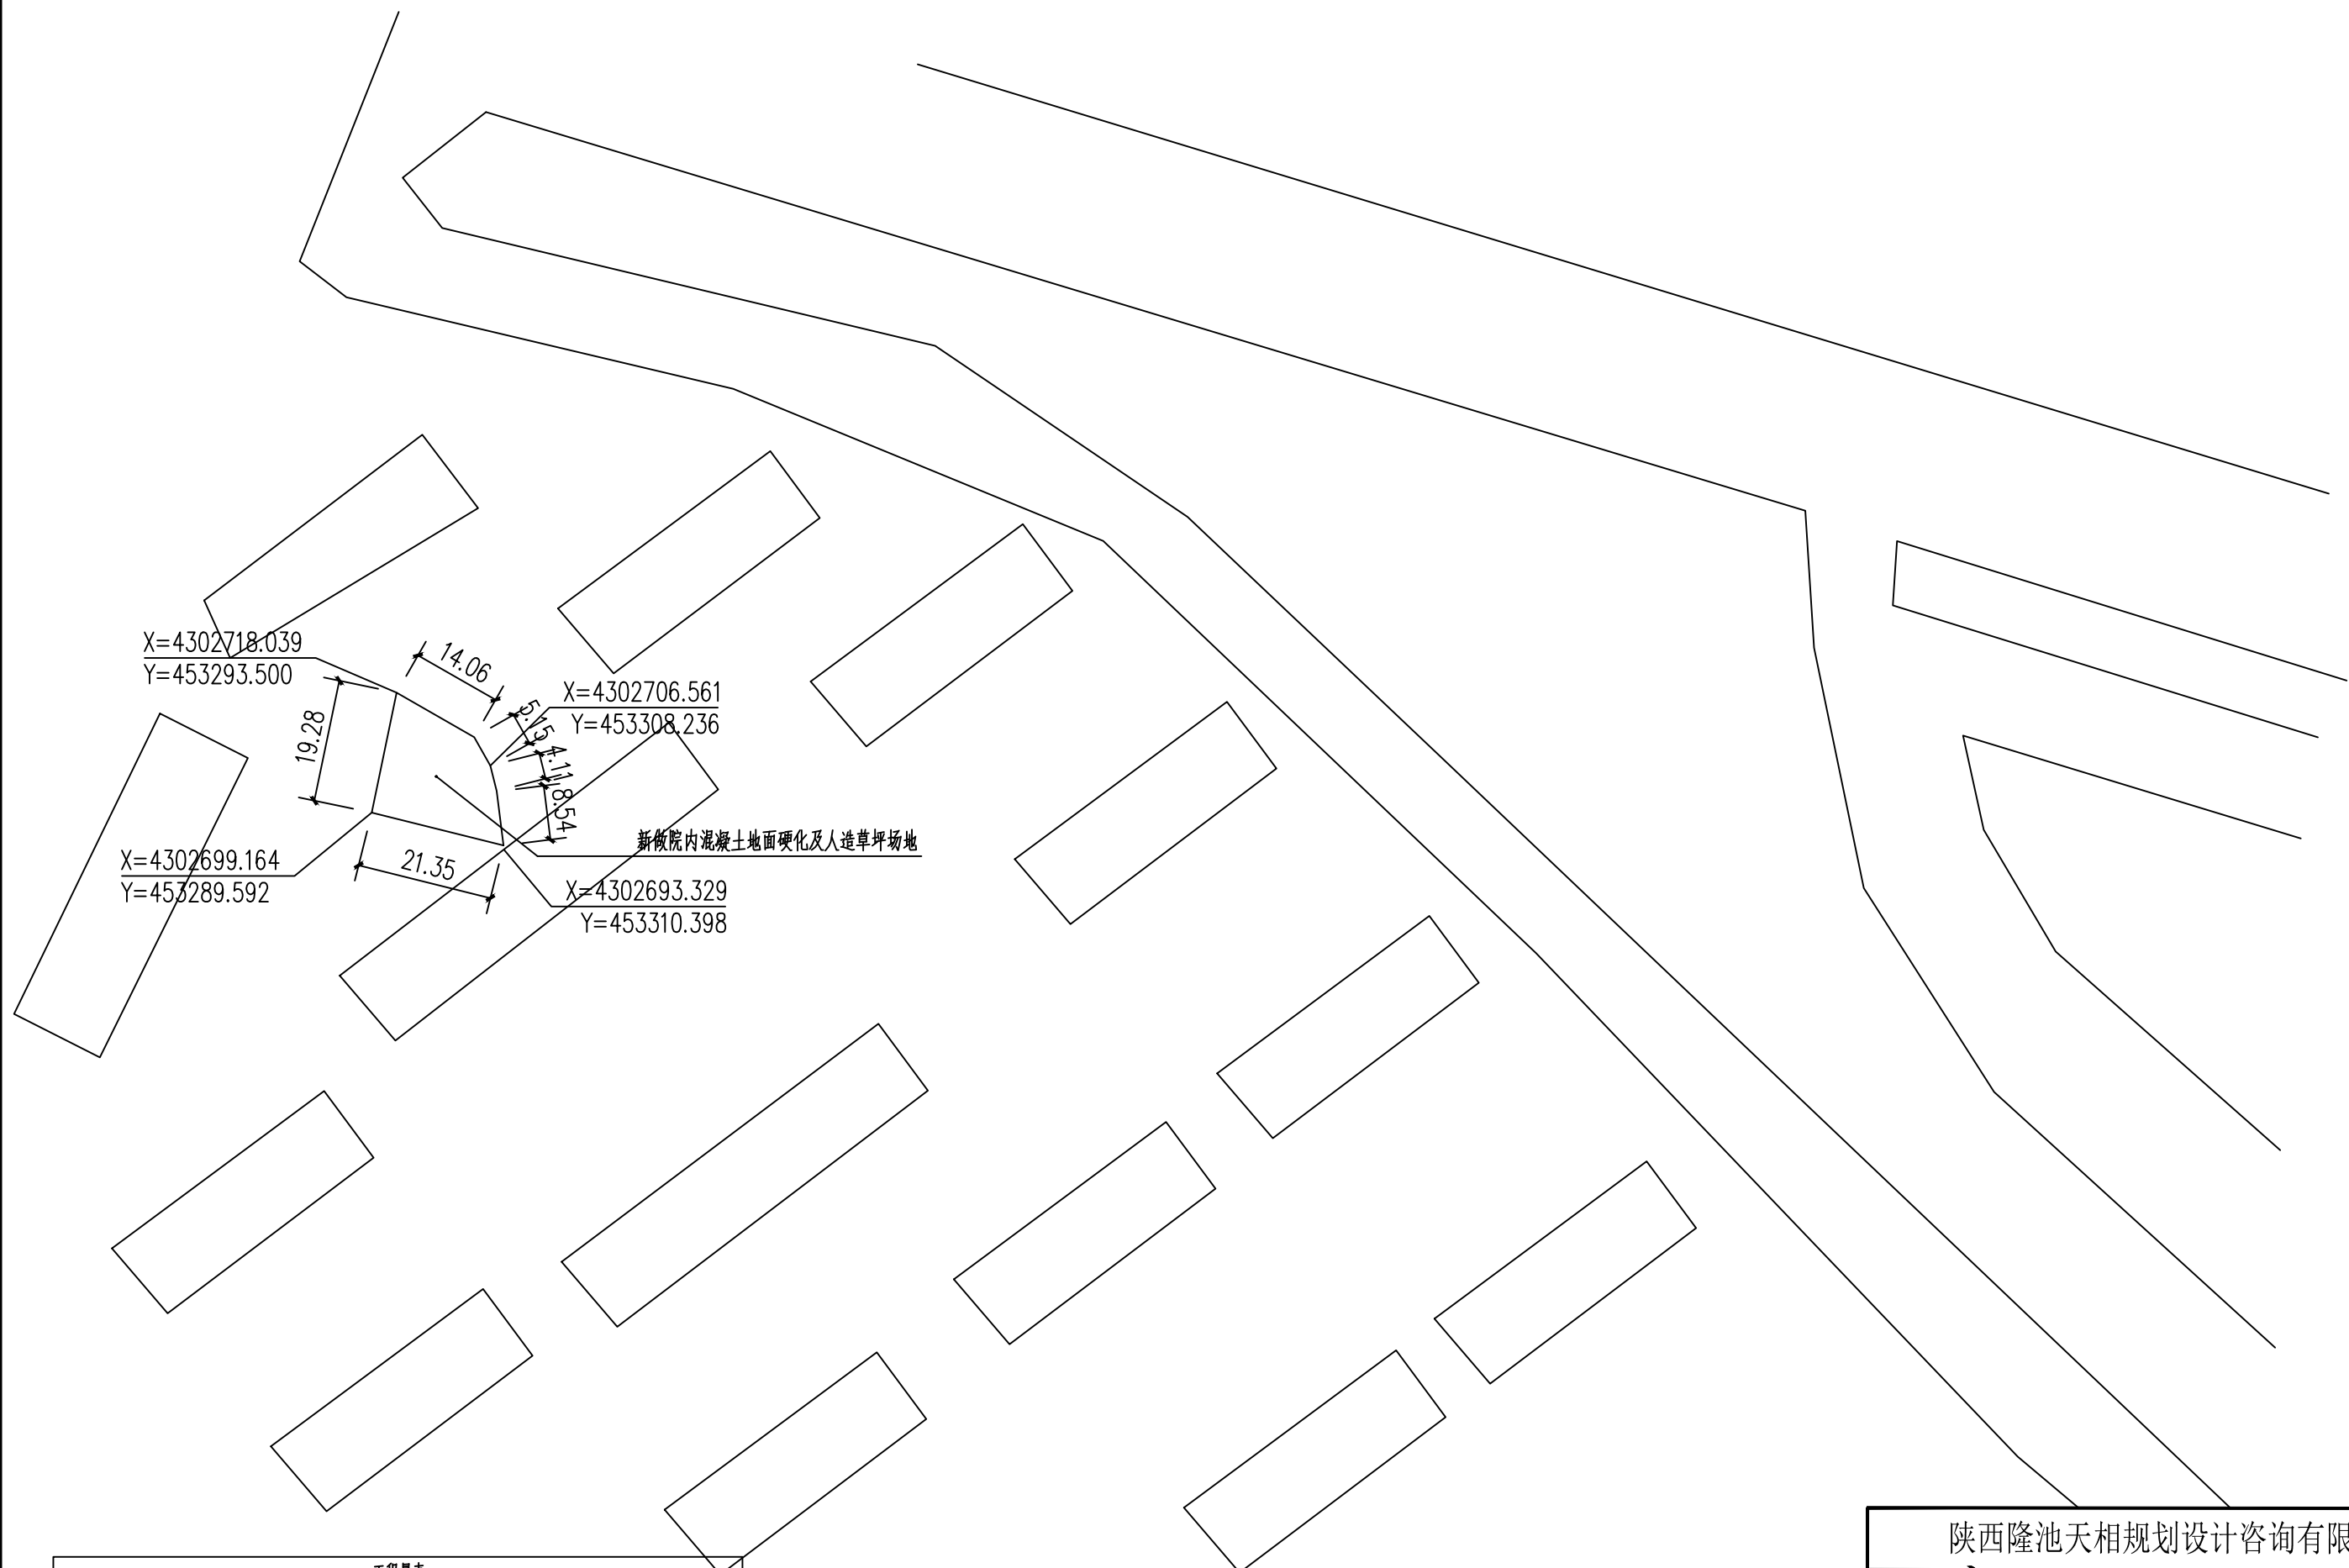 X=4302718.039
Y=453293.500
14.06
5.15
X=4302706.561
Y=453308.236
19.28
4.11
8.54
新做院内混凝土地面硬化及人造草坪场地
X=4302699.164
Y=453289.592
21.35
X=4302693.329
Y=453310.398
陕西隆池天相规划设计咨询有限